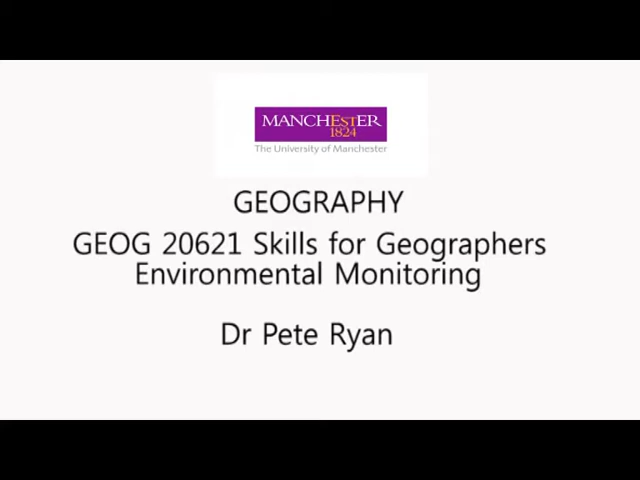 MANCHEstER
1824
The University of Manchester
GEOGRAPHY
GEOG 20621 Skills for Geographers
Environmental Monitoring
Dr Pete Ryan